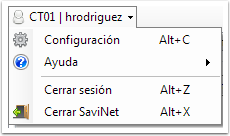 CT01 | hrodriguez
Configuración Alt+C
Ayuda
Cerrar sesión Alt+Z
Cerrar SaviNet Alt+X